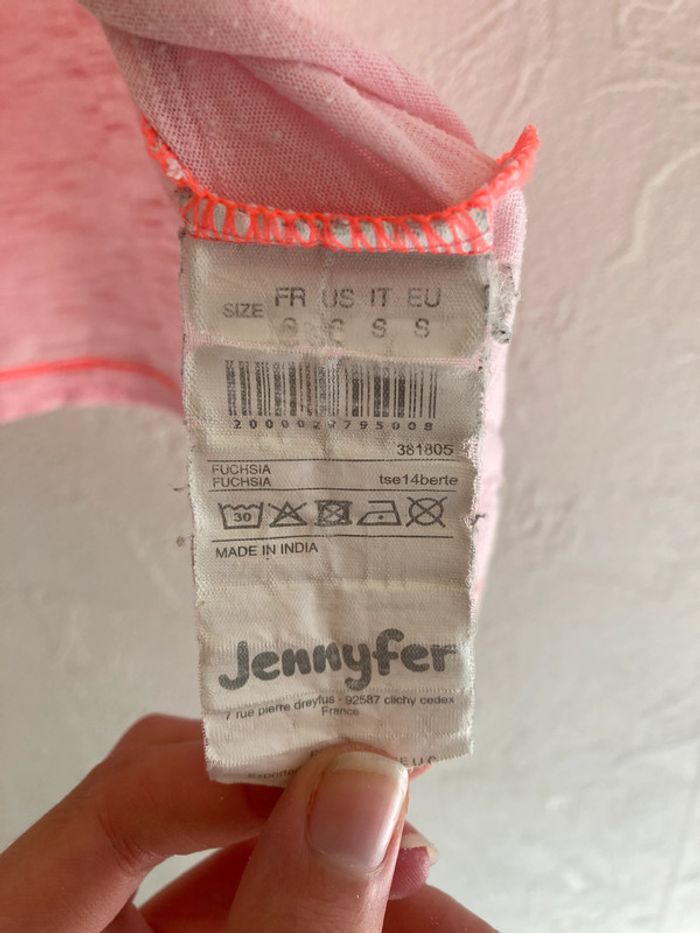 SIZE FR US IT EU
S S S S
2000029795008
381805
FUCHSIA
FUCHSIA tse14berte
30
MADE IN INDIA
Jennyfer
7 rue pierre dreyfus - 92587 clichy cedex
France